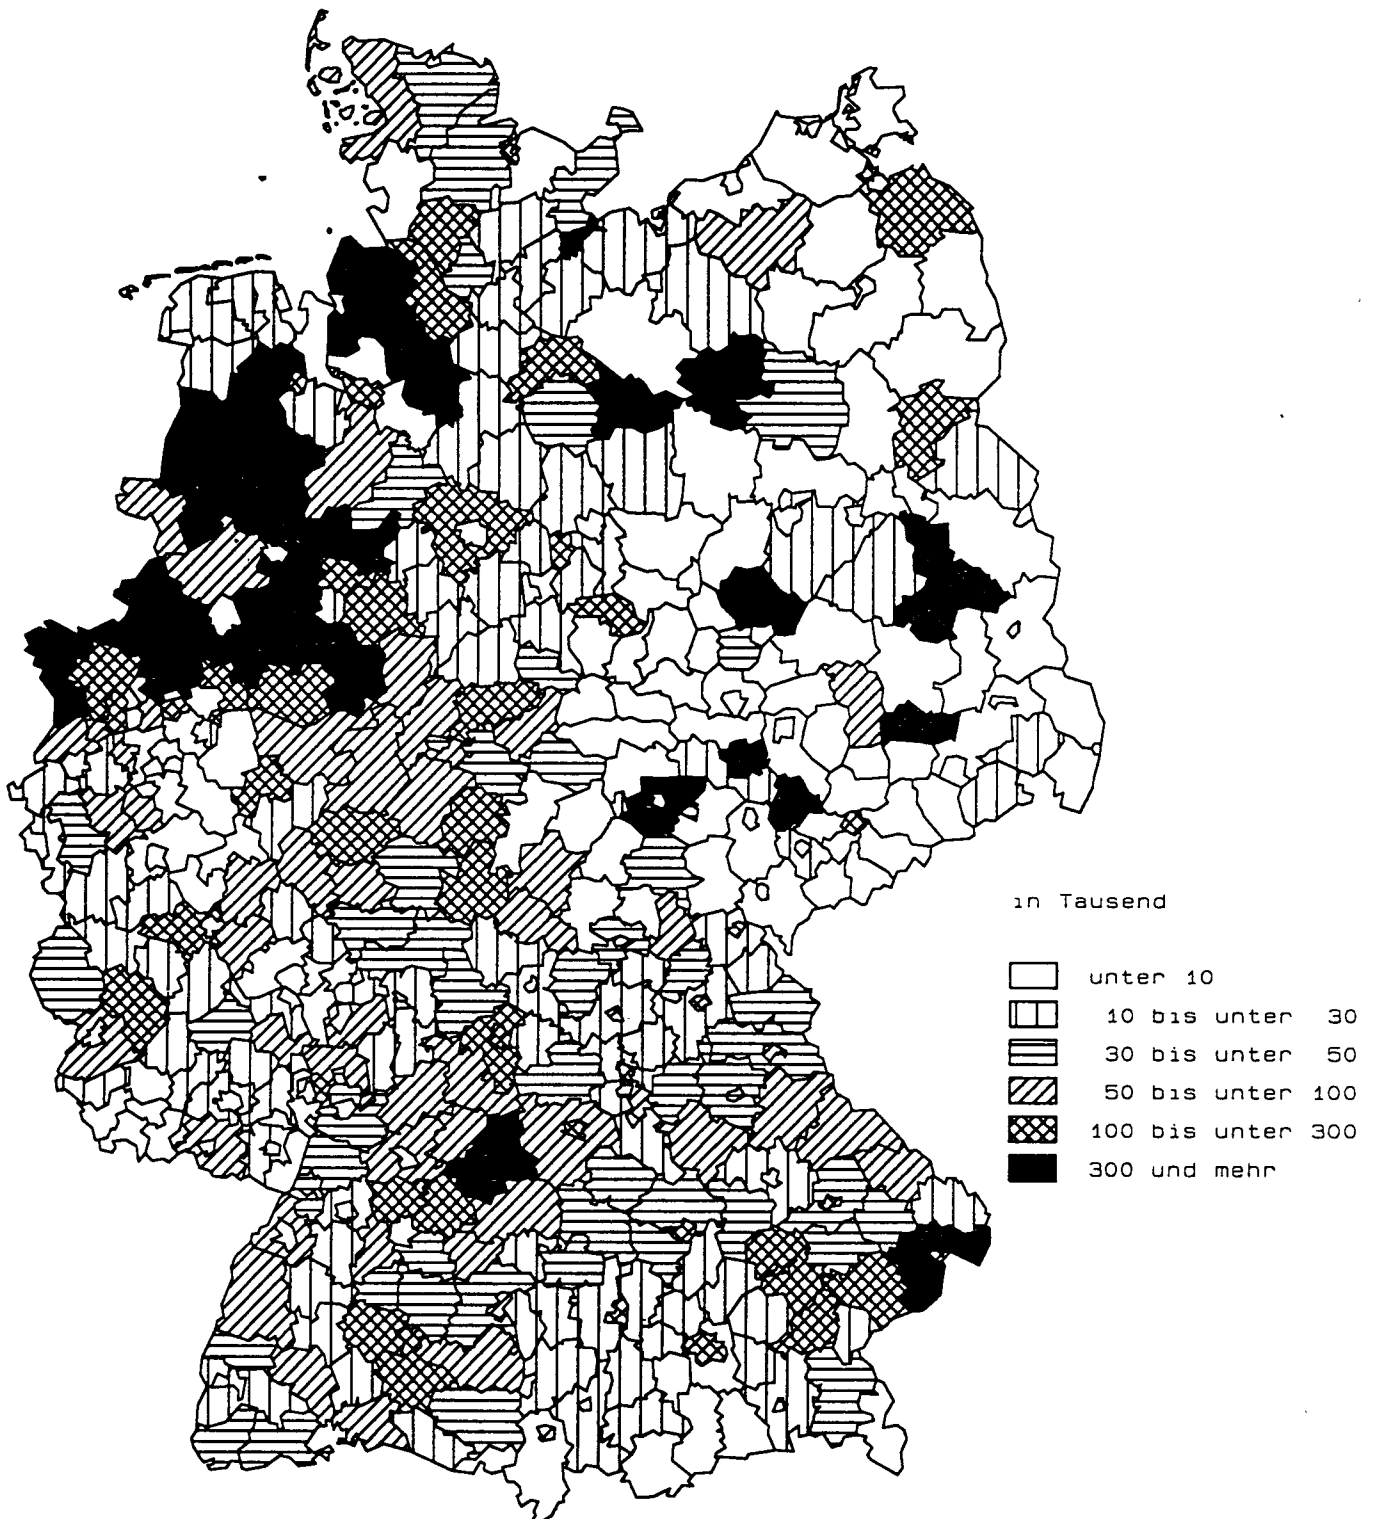 in Tausend
unter 10
10 bis unter 30
30 bis unter 50
50 bis unter 100
100 bis unter 300
300 und mehr